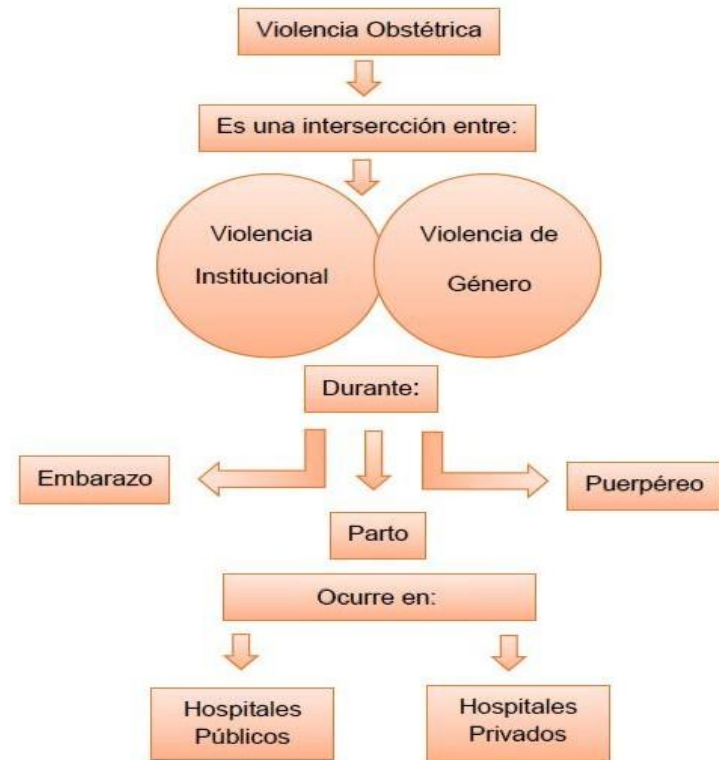 Violencia Obstétrica
Es una intersercción entre:
Violencia
Institucional
Violencia de
Género
Durante:
Embarazo
Parto
Puerpéreo
Ocurre en:
Hospitales
Públicos
Hospitales
Privados